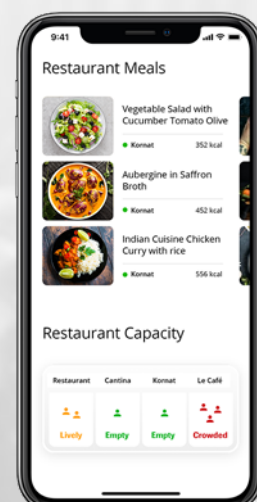 9:41
Restaurant Meals
Vegetable Salad with
Cucumber Tomato Olive
Kornat 352 kcal
Aubergine in Saffron
Broth
Kornat 452 kcal
Indian Cuisine Chicken
Curry with rice
Kornat 556 kcal
Restaurant Capacity
Restaurant Cantina Kornat Le Café
Lively Empty Empty Crowded